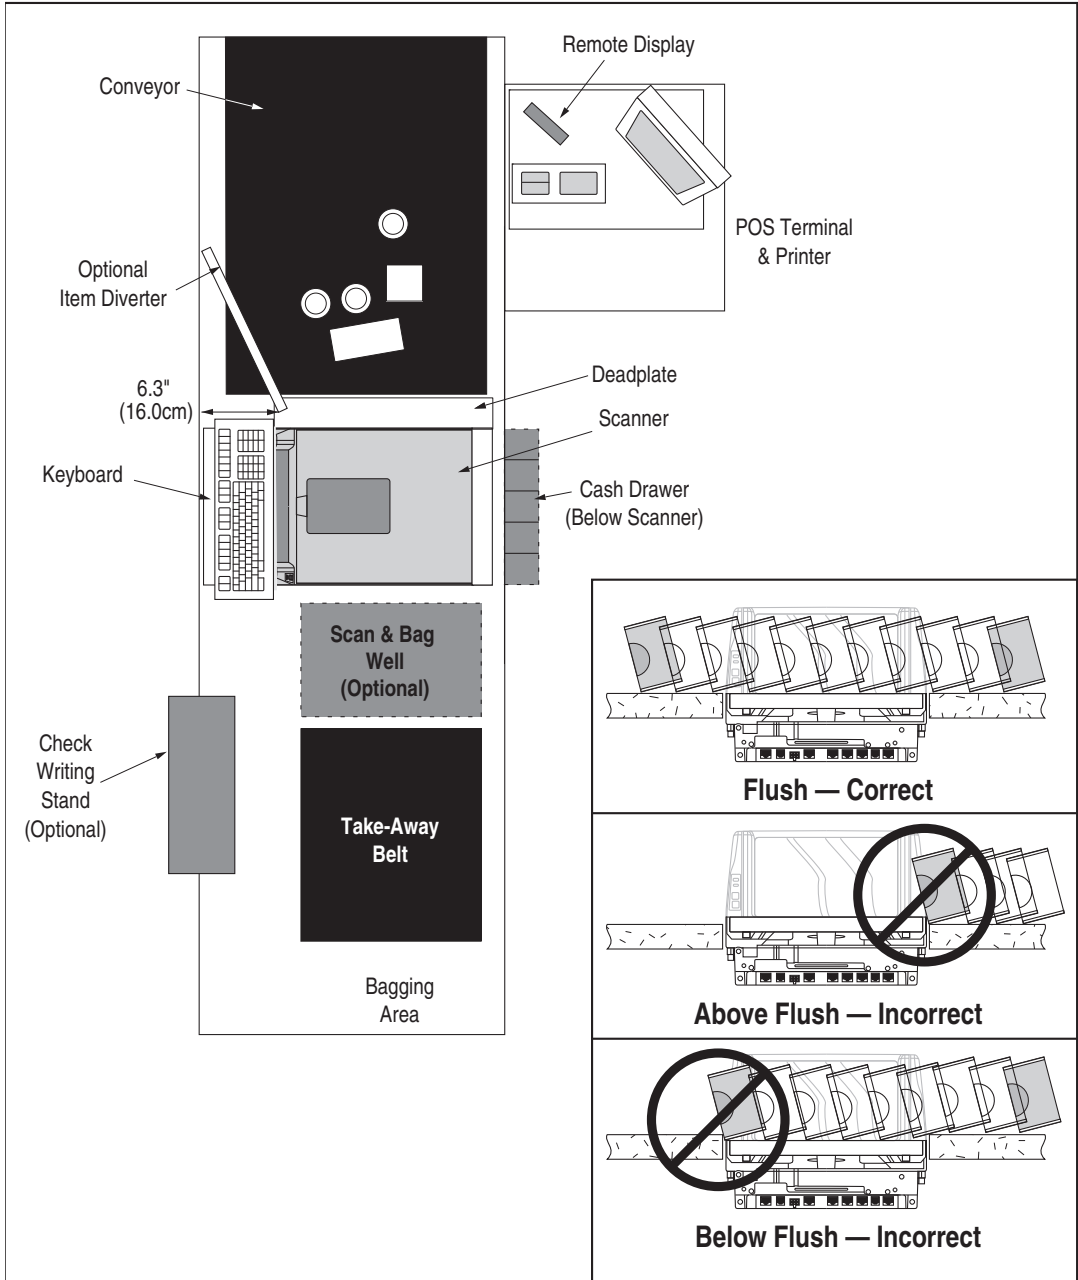 Remote Display
Conveyor
POS Terminal
& Printer
Optional
Item Diverter
Deadplate
6.3"
(16.0cm)
Scanner
Keyboard
Cash Drawer
(Below Scanner)
Scan & Bag
Well
(Optional)
Check
Writing
Stand
(Optional)
Take-Away
Belt
Bagging
Area
Flush — Correct
Above Flush — Incorrect
Below Flush — Incorrect